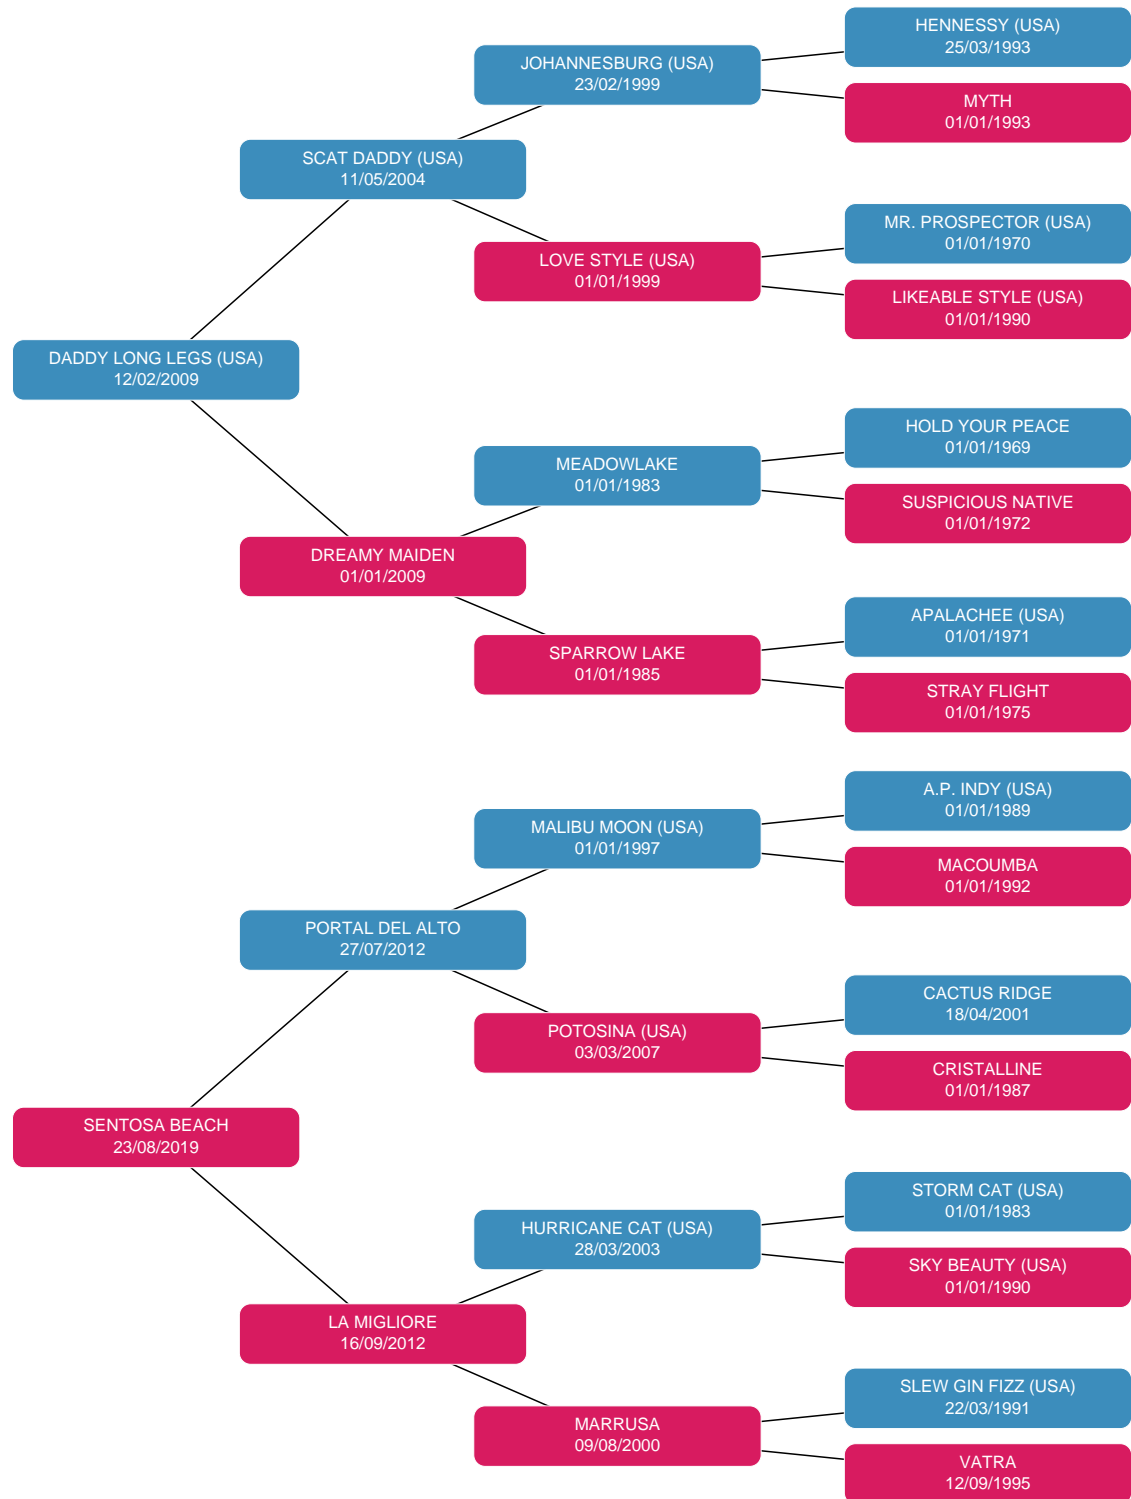 HENNESSY (USA)
25/03/1993
JOHANNESBURG (USA)
23/02/1999
MYTH
01/01/1993
SCAT DADDY (USA)
11/05/2004
MR. PROSPECTOR (USA)
01/01/1970
LOVE STYLE (USA)
01/01/1999
LIKEABLE STYLE (USA)
01/01/1990
DADDY LONG LEGS (USA)
12/02/2009
HOLD YOUR PEACE
01/01/1969
MEADOWLAKE
01/01/1983
SUSPICIOUS NATIVE
01/01/1972
DREAMY MAIDEN
01/01/2009
APALACHEE (USA)
01/01/1971
SPARROW LAKE
01/01/1985
STRAY FLIGHT
01/01/1975
A.P. INDY (USA)
01/01/1989
MALIBU MOON (USA)
01/01/1997
MACOUMBA
01/01/1992
PORTAL DEL ALTO
27/07/2012
CACTUS RIDGE
18/04/2001
POTOSINA (USA)
03/03/2007
CRISTALLINE
01/01/1987
SENTOSA BEACH
23/08/2019
STORM CAT (USA)
01/01/1983
HURRICANE CAT (USA)
28/03/2003
SKY BEAUTY (USA)
01/01/1990
LA MIGLIORE
16/09/2012
SLEW GIN FIZZ (USA)
22/03/1991
MARRUSA
09/08/2000
VATRA
12/09/1995